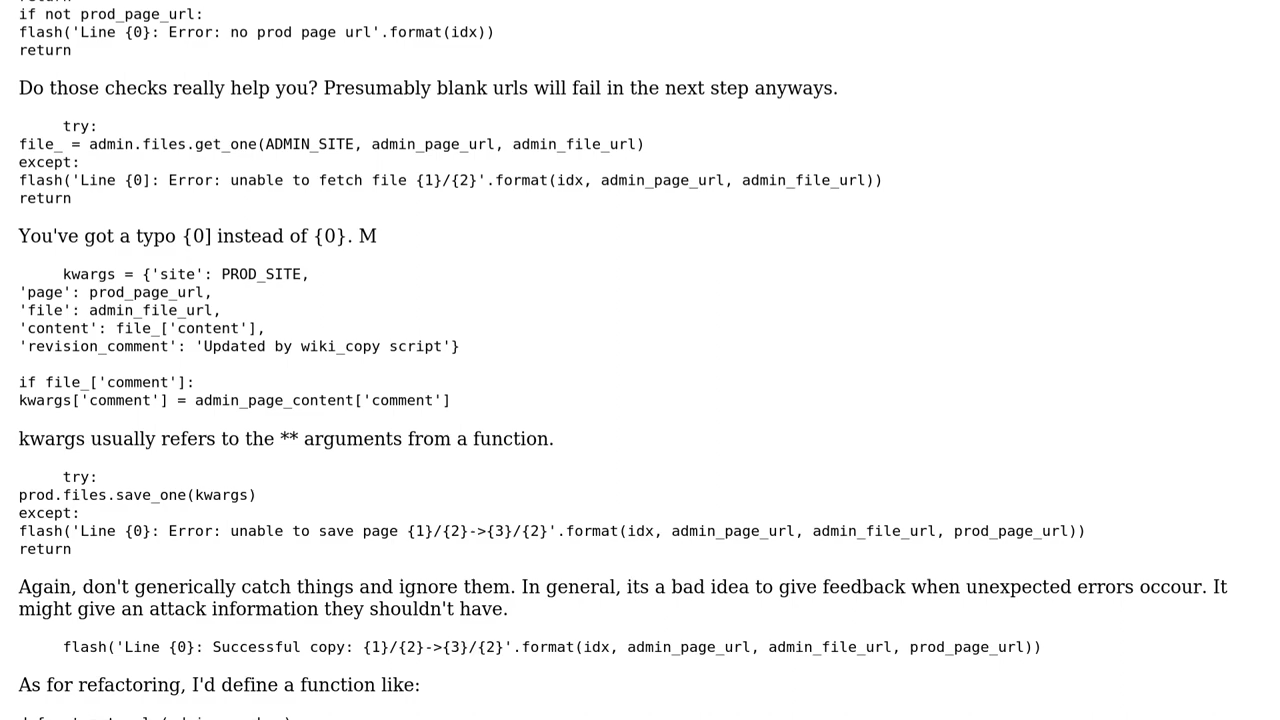 if not prod_page_url:
flash('Line {0}: Error: no prod page url'.format(idx))
return
Do those checks really help you? Presumably blank urls will fail in the next step anyways.
try:
file_ = admin.files.get_one(ADMIN_SITE, admin_page_url, admin_file_url)
except:
flash('Line {0]: Error: unable to fetch file {1}/{2}'.format(idx, admin_page_url, admin_file_url))
return
You've got a typo {0] instead of {0}. M
kwargs = {'site': PROD_SITE,
'page': prod_page_url,
'file': admin_file_url,
'content': file_['content'],
'revision_comment': 'Updated by wiki_copy script'}
if file_['comment']:
kwargs['comment'] = admin_page_content['comment']
kwargs usually refers to the ** arguments from a function.
try:
prod.files.save_one(kwargs)
except:
flash('Line {0}: Error: unable to save page {1}/{2}->{3}/{2}'.format(idx, admin_page_url, admin_file_url, prod_page_url))
return
Again, don't generically catch things and ignore them. In general, its a bad idea to give feedback when unexpected errors occour. It
might give an attack information they shouldn't have.
flash('Line {0}: Successful copy: {1}/{2}->{3}/{2}'.format(idx, admin_page_url, admin_file_url, prod_page_url))
As for refactoring, I'd define a function like: